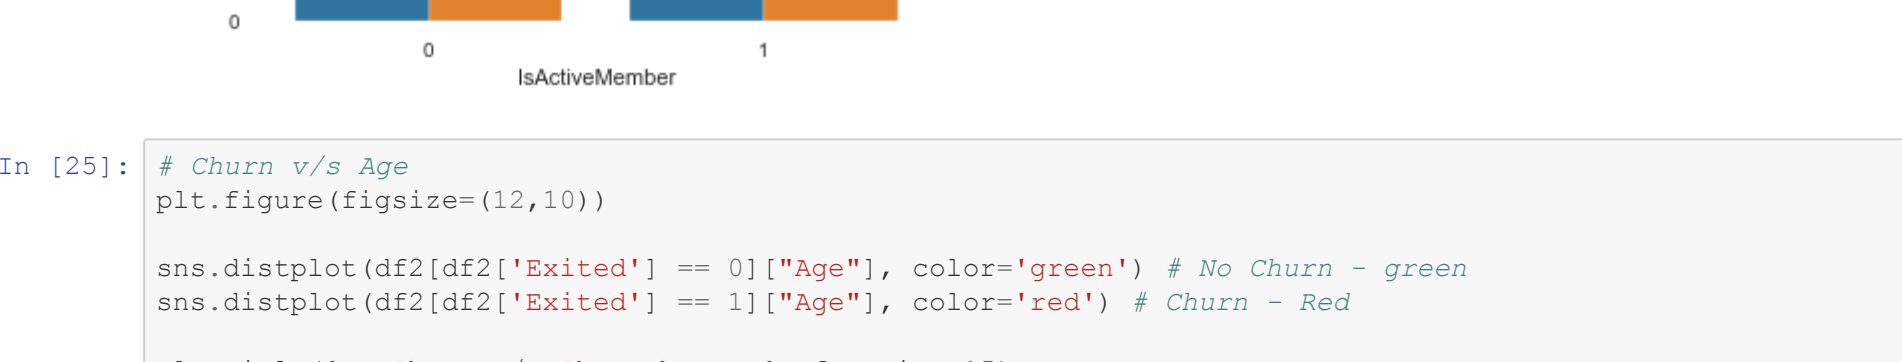 0
0 1
IsActiveMember
In [25]: # Churn v/s Age
plt.figure(figsize=(12,10))
sns.distplot(df2[df2['Exited'] == 0]["Age"], color='green') # No Churn - green
sns.distplot(df2[df2['Exited'] == 1]["Age"], color='red') # Churn - Red